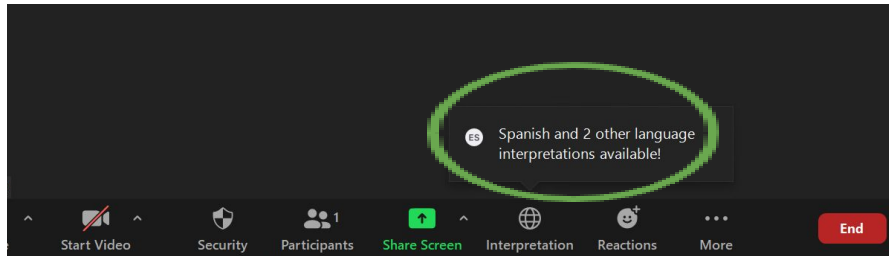 ES Spanish and 2 other language
interpretations available!
1
Start Video Security Participants Share Screen Interpretation Reactions More End